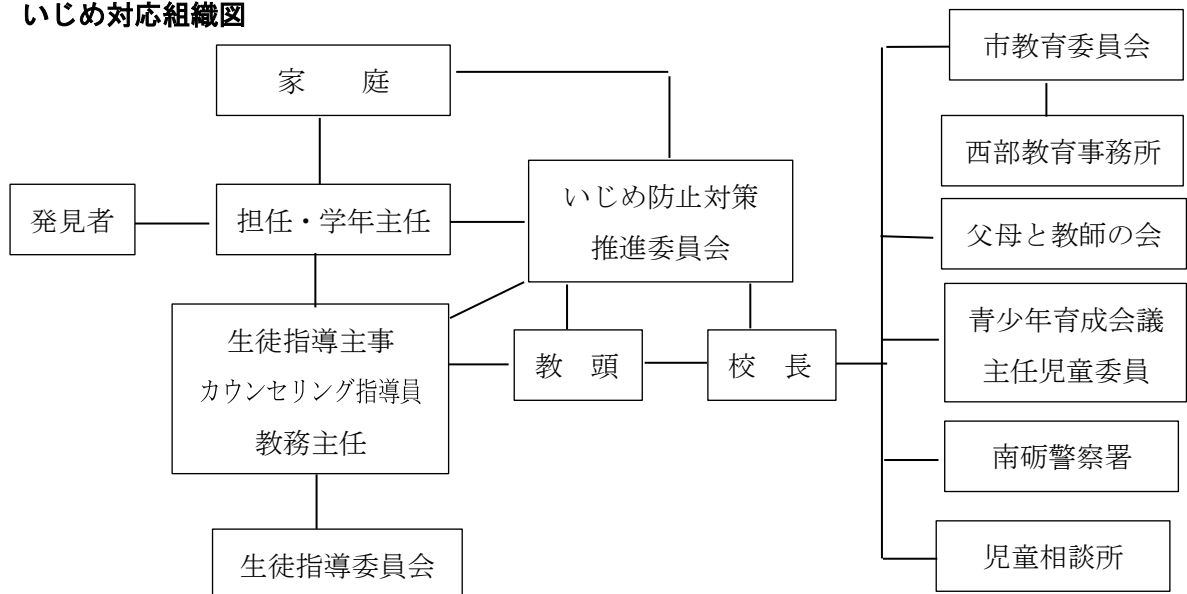 いじめ対応組織図
家　　庭
発見者
担任・学年主任
いじめ防止対策
推進委員会
生徒指導主事
カウンセリング指導員
教務主任
教　頭
校　長
生徒指導委員会
市教育委員会
西部教育事務所
父母と教師の会
青少年育成会議
主任児童委員
南砺警察署
児童相談所